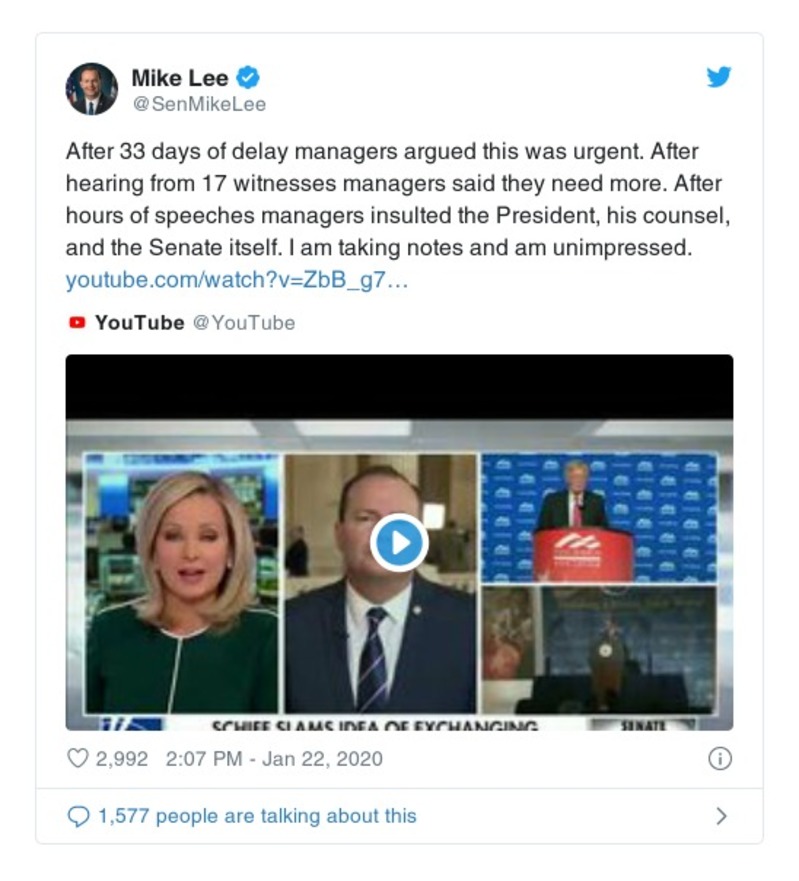 Mike Lee
@SenMikeLee
After 33 days of delay managers argued this was urgent. After
hearing from 17 witnesses managers said they need more. After
hours of speeches managers insulted the President, his counsel,
and the Senate itself. I am taking notes and am unimpressed.
youtube.com/watch?v=ZbB_g7…
YouTube @YouTube
SCHIFF SLAMS IDEA OF EXCHANGING
SENATE
2,992 2:07 PM - Jan 22, 2020
1,577 people are talking about this